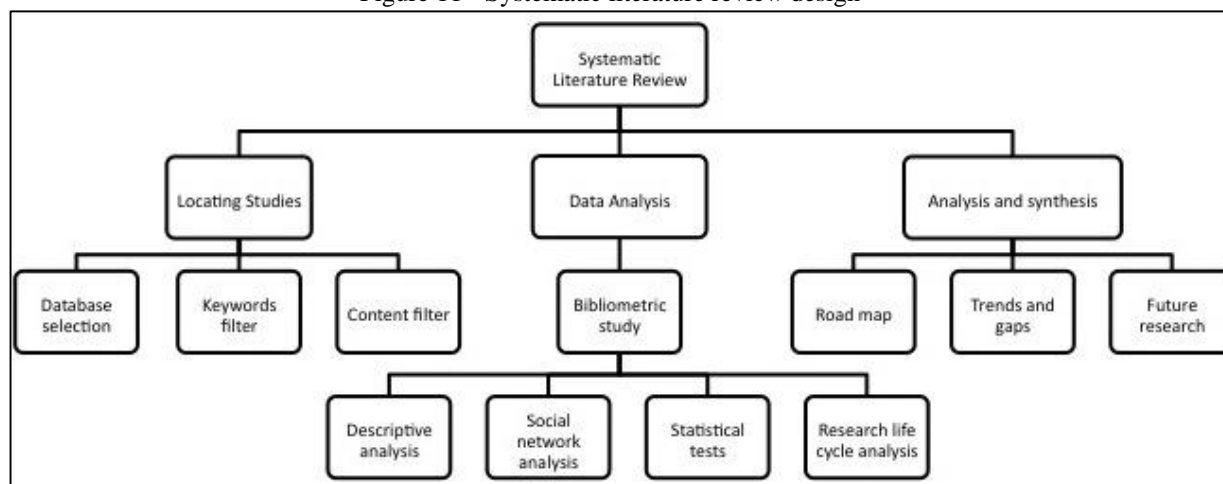 Figure 11 - Systematic literature review design
Systematic
Literature Review
Locating Studies
Data Analysis
Analysis and synthesis
Database
selection
Keywords
filter
Content filter
Bibliometric
study
Road map
Trends and
gaps
Future
research
Descriptive
analysis
Social
network
analysis
Statistical
tests
Research life
cycle analysis